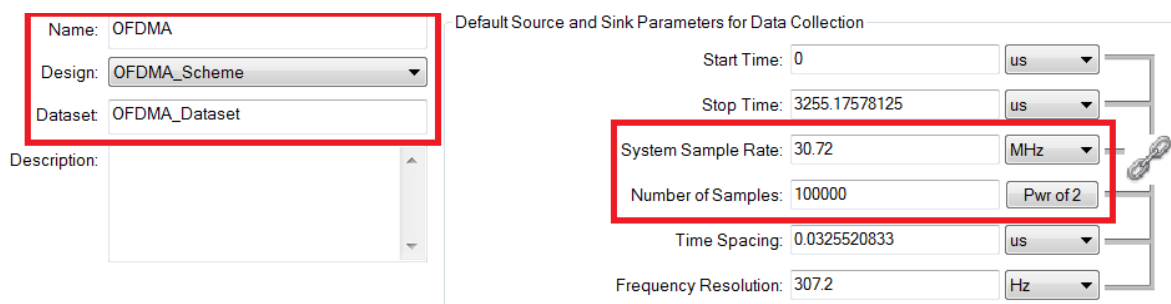 Name: OFDMA
Design: OFDMA_Scheme
Dataset: OFDMA_Dataset
Description:
Default Source and Sink Parameters for Data Collection
Start Time: 0 us
Stop Time: 3255.17578125 us
System Sample Rate: 30.72 MHz
Number of Samples: 100000 Pwr of 2
Time Spacing: 0.0325520833 us
Frequency Resolution: 307.2 Hz